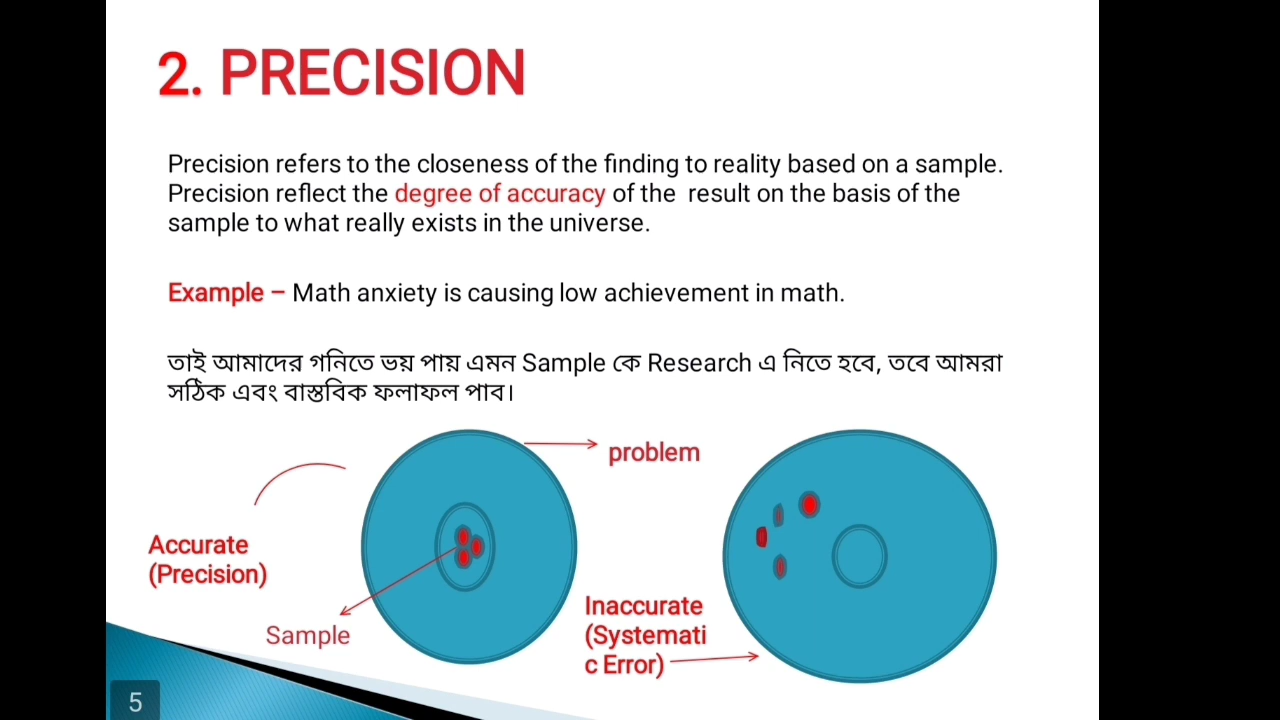 2. PRECISION
Precision refers to the closeness of the finding to reality based on a sample.
Precision reflect the degree of accuracy of the result on the basis of the
sample to what really exists in the universe.
Example – Math anxiety is causing low achievement in math.
তাই আমাদের গনিতে ভয় পায় এমন Sample কে Research এ নিতে হবে, তবে আমরা
সঠিক এবং বাস্তবিক ফলাফল পাব।
problem
Accurate
(Precision)
Sample
Inaccurate
(Systemati
c Error)
5